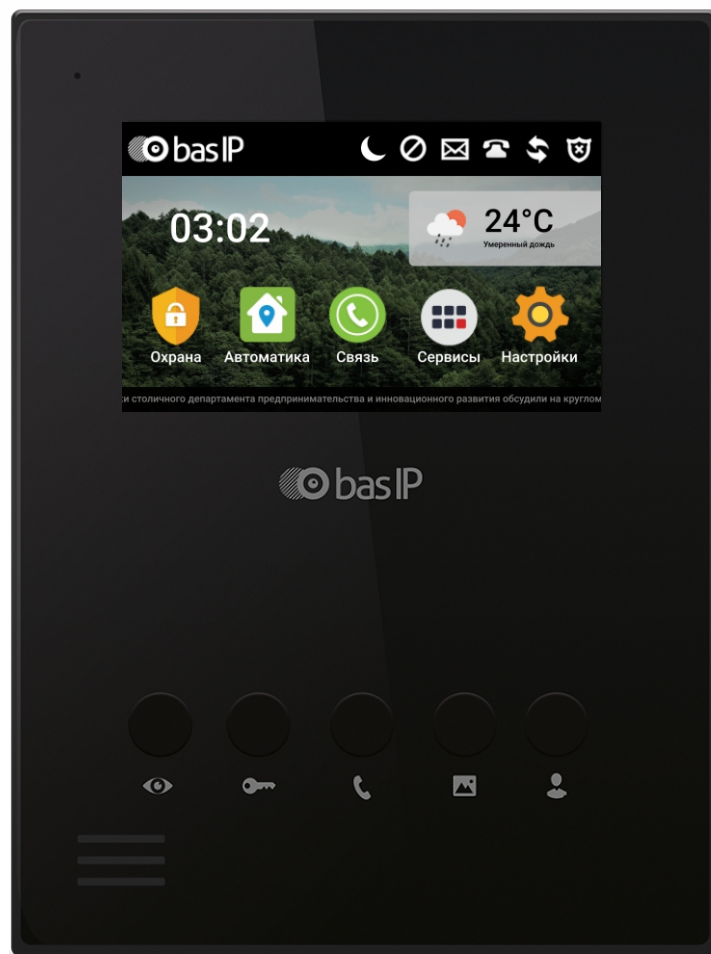 bas IP
03:02
24°C
Умеренный дождь
Охрана Автоматика Связь Сервисы Настройки
и столичного департамента предпринимательства и инновационного развития обсудили на круглом
bas IP